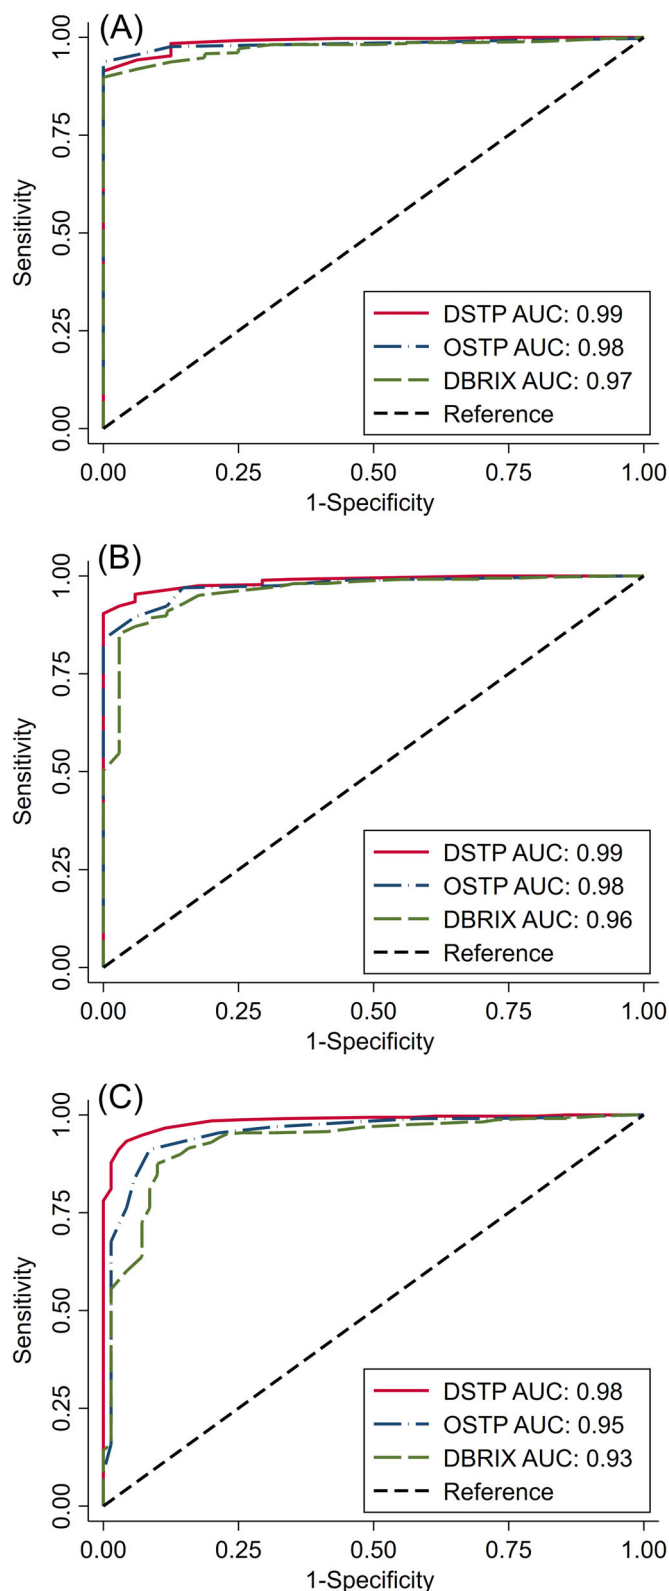 (A)
1.00
0.75
0.50
0.25
0.00
Sensitivity
DSTP AUC: 0.99
OSTP AUC: 0.98
DBRIX AUC: 0.97
Reference
0.00 0.25 0.50 0.75 1.00
1-Specificity
(B)
1.00
0.75
0.50
0.25
0.00
Sensitivity
DSTP AUC: 0.99
OSTP AUC: 0.98
DBRIX AUC: 0.96
Reference
0.00 0.25 0.50 0.75 1.00
1-Specificity
(C)
1.00
0.75
0.50
0.25
0.00
Sensitivity
DSTP AUC: 0.98
OSTP AUC: 0.95
DBRIX AUC: 0.93
Reference
0.00 0.25 0.50 0.75 1.00
1-Specificity